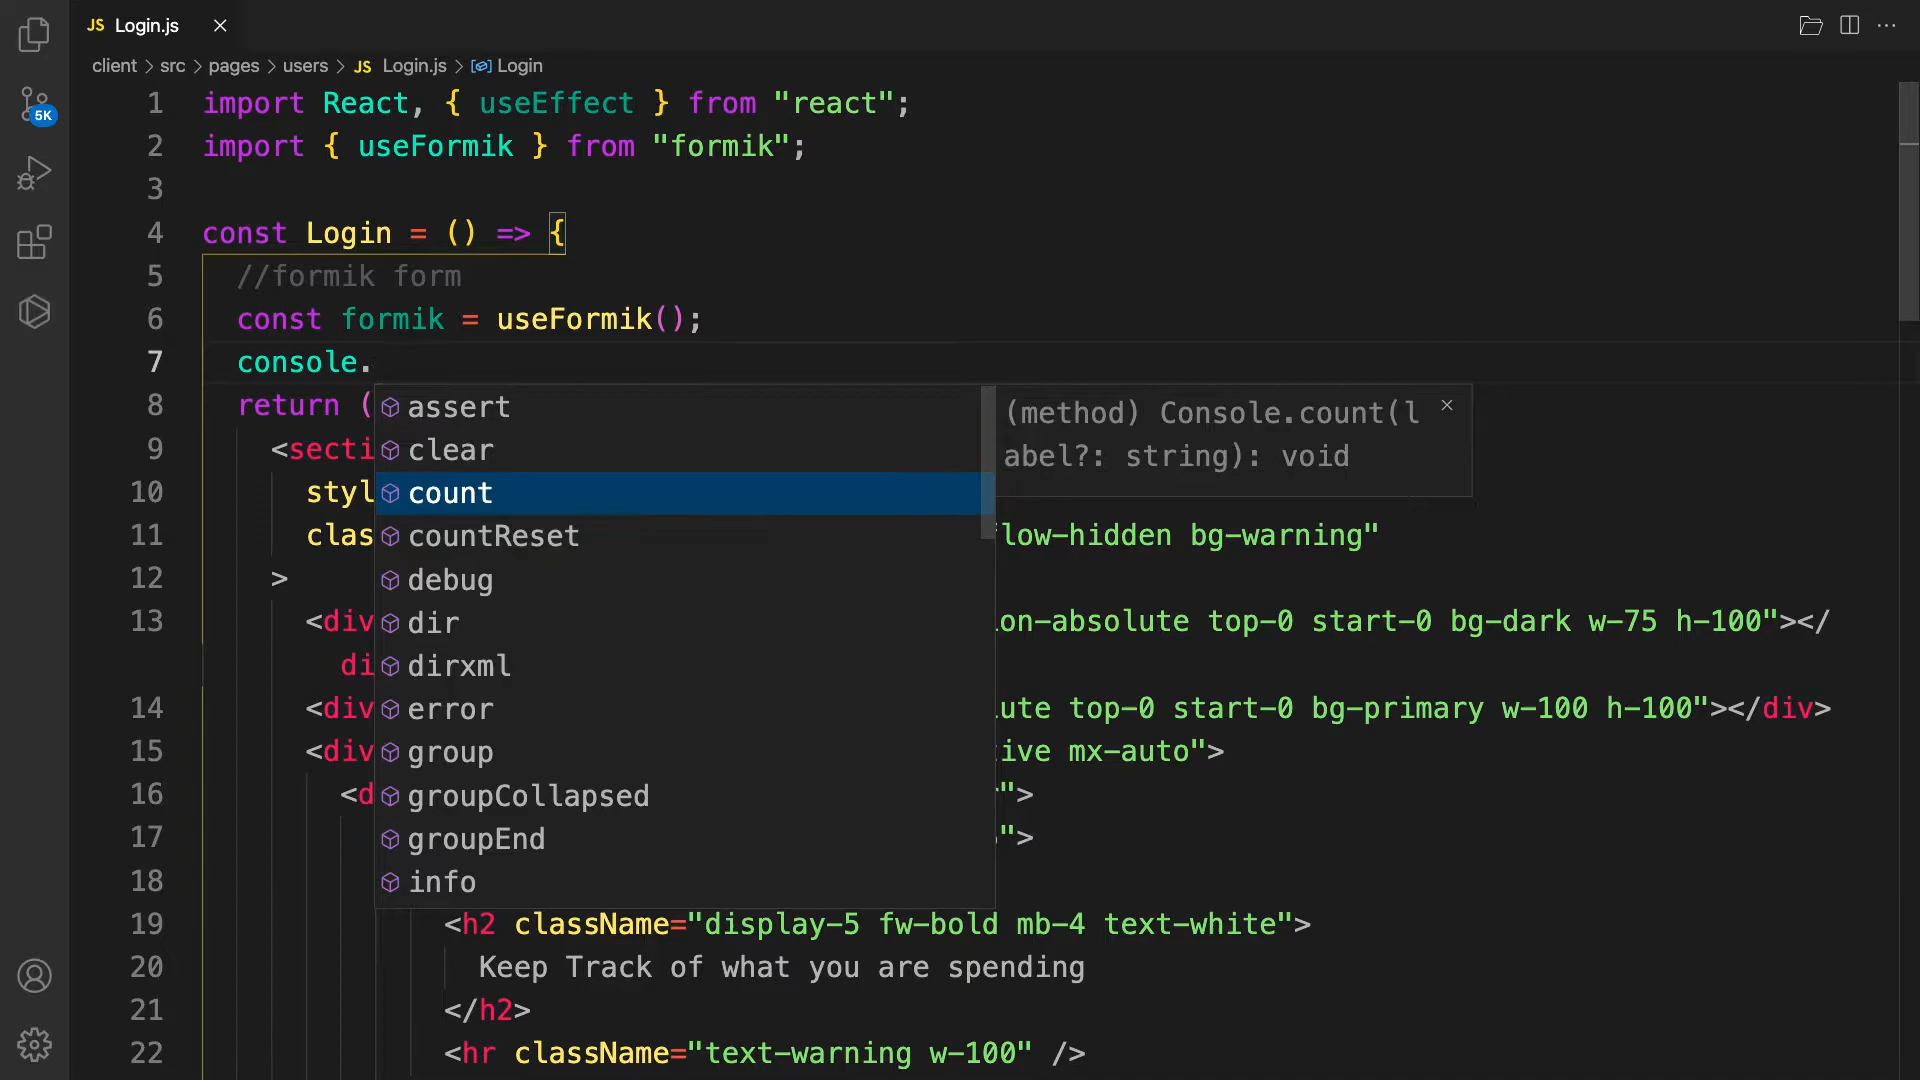 JS Login.js
client > src > pages > users > JS Login.js > Login
5K
1 import React, { useEffect } from "react";
2 import { useFormik } from "formik";
3
4 const Login = () => {
5 //formik form
6 const formik = useFormik();
7 console.
8 return (
9 <secti
10 styl
11 clas low-hidden bg-warning"
12 >
13 <div on-absolute top-0 start-0 bg-dark w-75 h-100"></
di
14 <div ute top-0 start-0 bg-primary w-100 h-100"></div>
15 <div ive mx-auto">
16 <d ">
17 ">
18
19 <h2 className="display-5 fw-bold mb-4 text-white">
20 Keep Track of what you are spending
21 </h2>
22 <hr className="text-warning w-100" />
assert
clear
count
countReset
debug
dir
dirxml
error
group
groupCollapsed
groupEnd
info
(method) Console.count(l
abel?: string): void